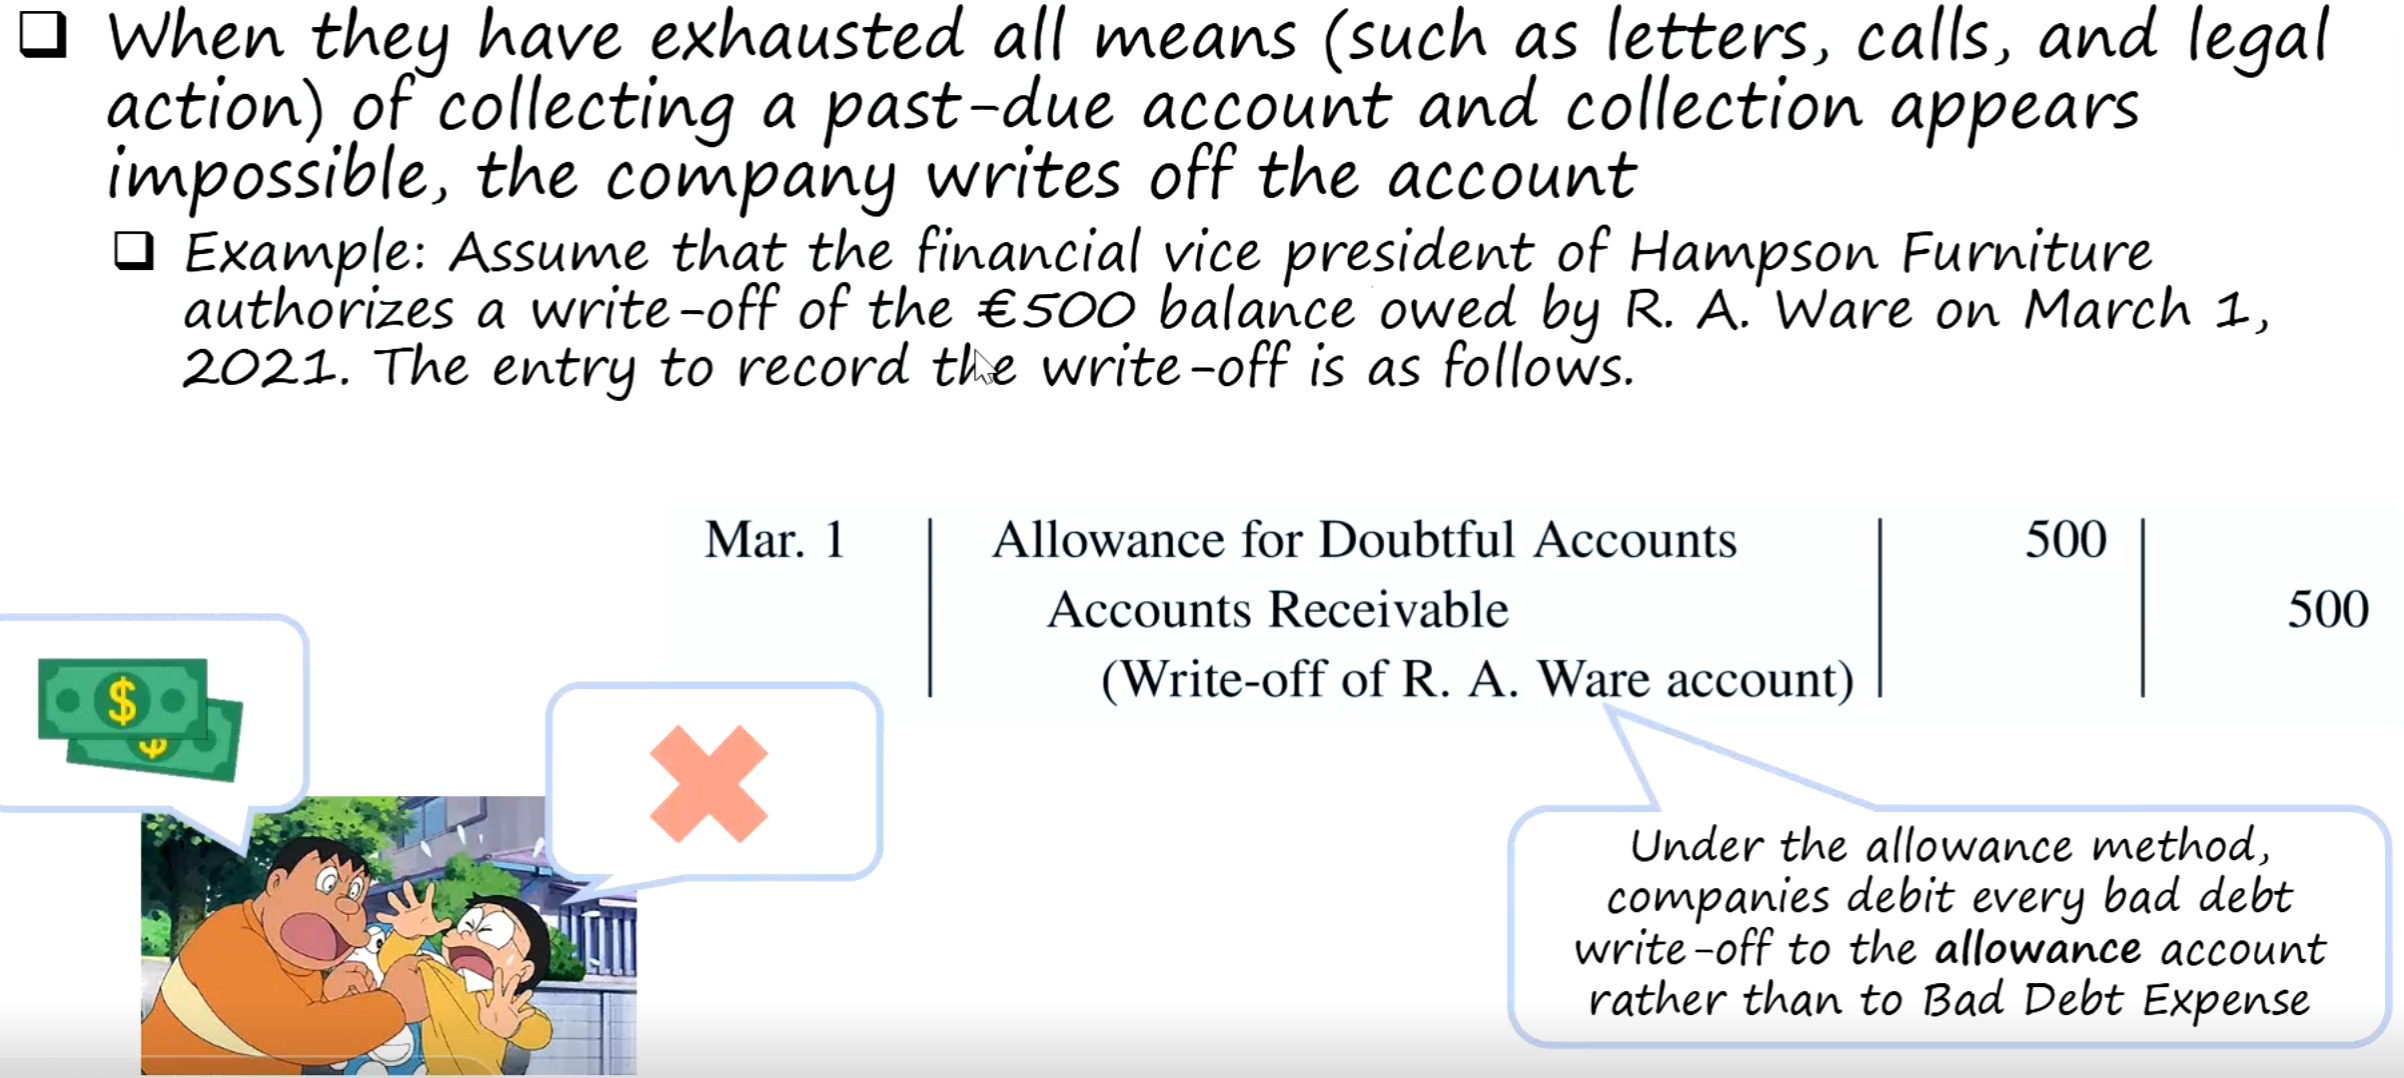 When they have exhausted all means (such as letters, calls, and legal
action) of collecting a past-due account and collection appears
impossible, the company writes off the account
Example: Assume that the financial vice president of Hampson Furniture
authorizes a write-off of the €500 balance owed by R. A. Ware on March 1,
2021. The entry to record the write-off is as follows.
Mar. 1 Allowance for Doubtful Accounts 500
Accounts Receivable 500
(Write-off of R. A. Ware account)
$
$
Under the allowance method,
companies debit every bad debt
write-off to the allowance account
rather than to Bad Debt Expense